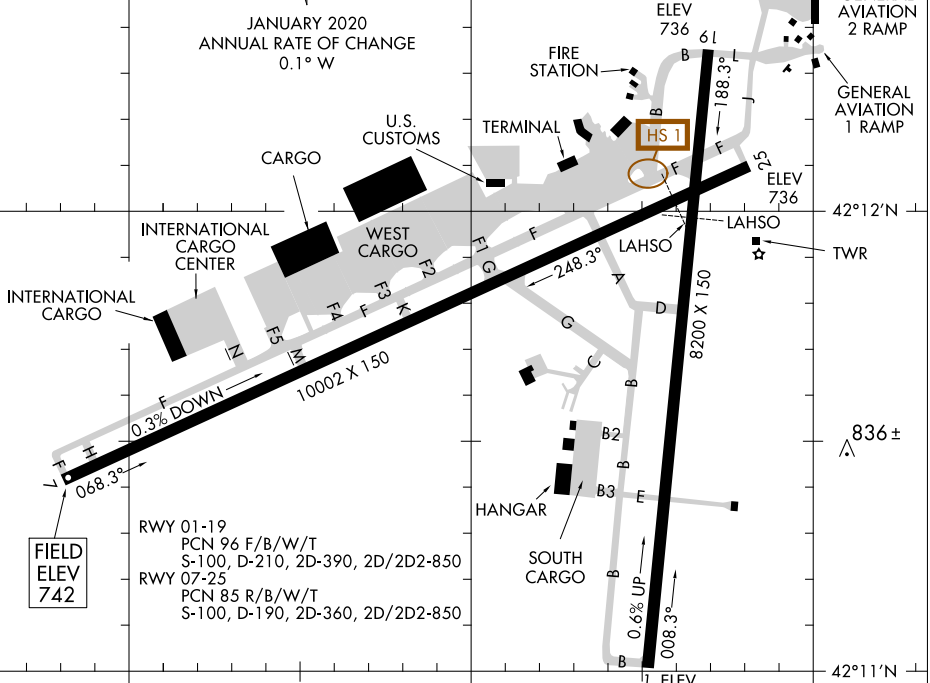 JANUARY 2020
ANNUAL RATE OF CHANGE
0.1° W
ELEV
736
19
B
L
188.3°
J
AVIATION
2 RAMP
FIRE
STATION
GENERAL
AVIATION
1 RAMP
B
HS 1
U.S.
CUSTOMS
TERMINAL
CARGO
F
F
25
ELEV
736
42°12'N
INTERNATIONAL
CARGO
CENTER
WEST
CARGO
F1
F
LAHSO
LAHSO
TWR
INTERNATIONAL
CARGO
F2
G
248.3°
A
F3
K
F4
F
D
G
8200 X 150
F5
N
M
C
10002 X 150
B
0.3% DOWN
F
H
F
7
068.3°
B2
B
836±
B3
E
HANGAR
SOUTH
CARGO
RWY 01-19
PCN 96 F/B/W/T
S-100, D-210, 2D-390, 2D/2D2-850
RWY 07-25
PCN 85 R/B/W/T
S-100, D-190, 2D-360, 2D/2D2-850
FIELD
ELEV
742
B
0.6% UP
008.3°
B
42°11'N
1 ELEV